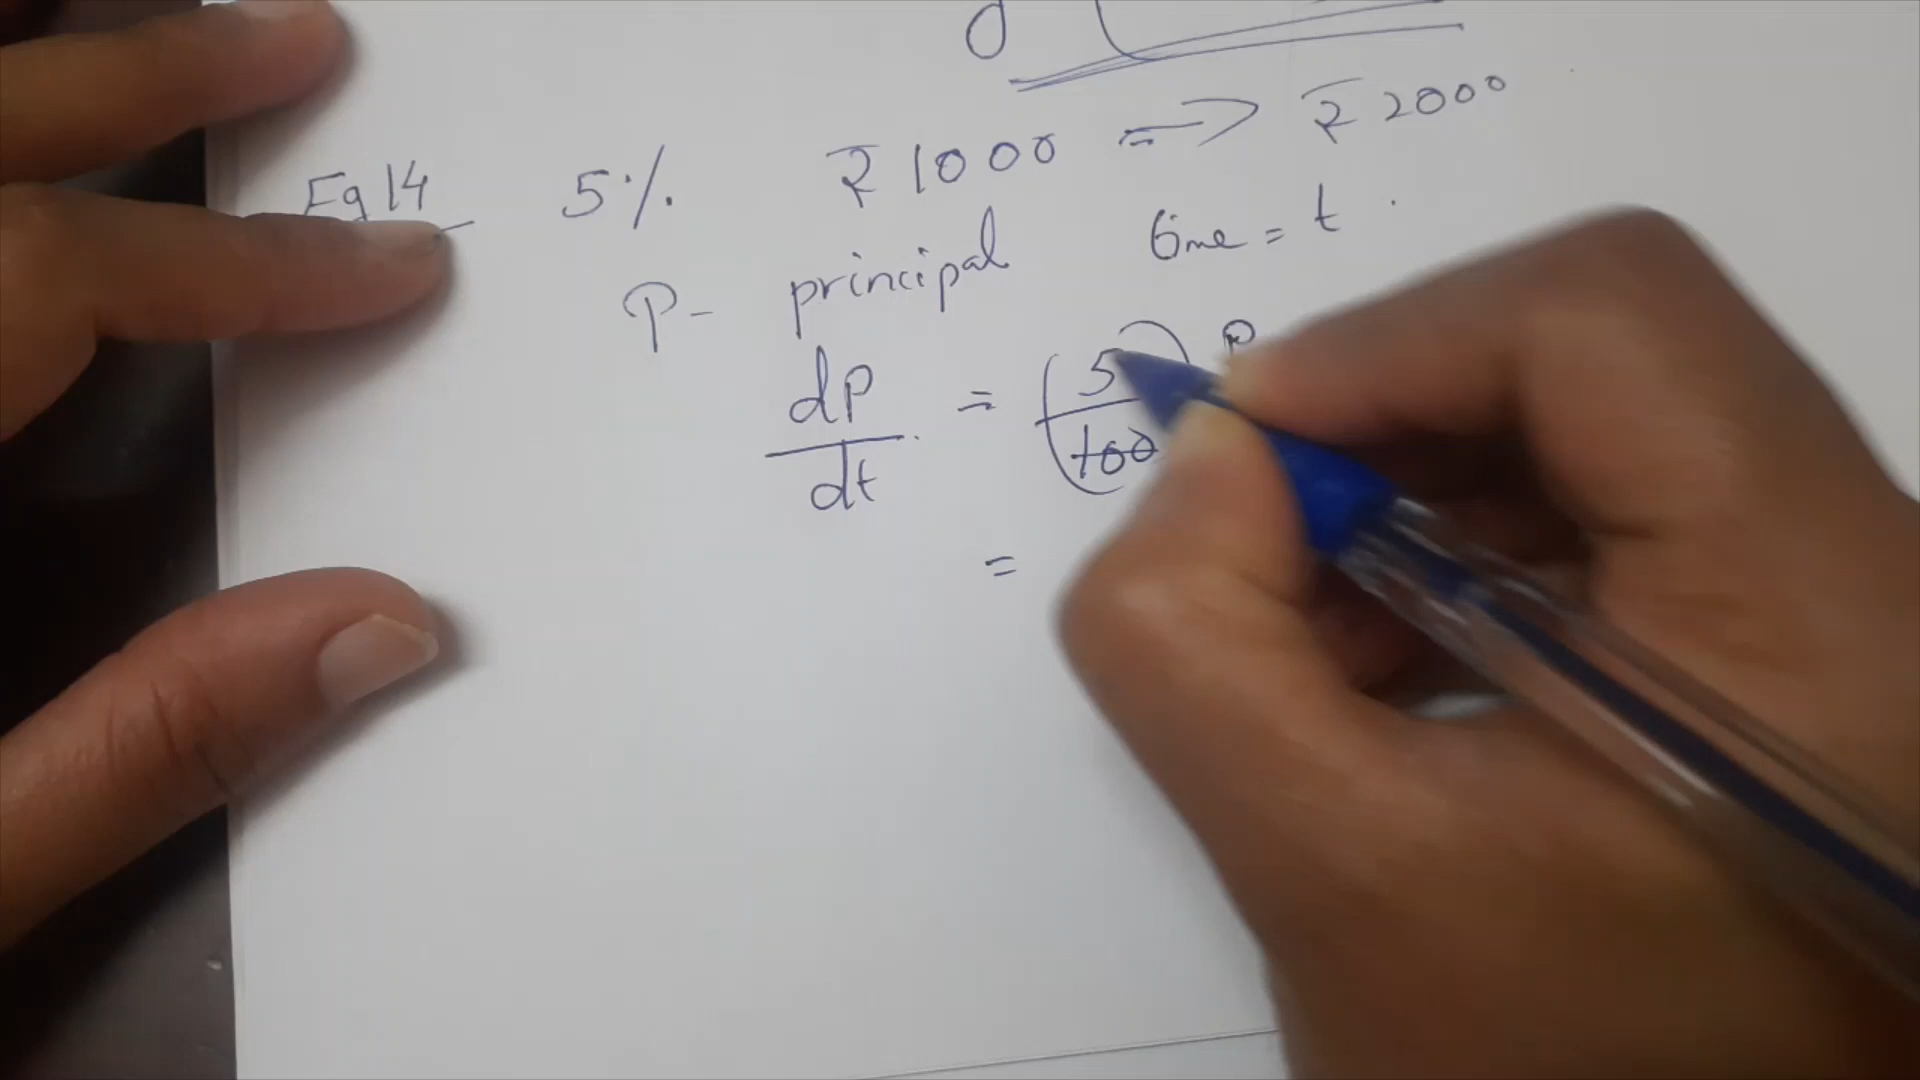 Eg 14 5% ₹ 1000 => ₹ 2000
P - principal time = t
dP/dt = (5/100) P
=